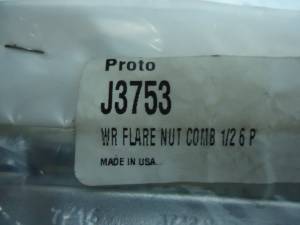 Proto
J3753
WR FLARE NUT COMB 1/2 6 P
MADE IN USA